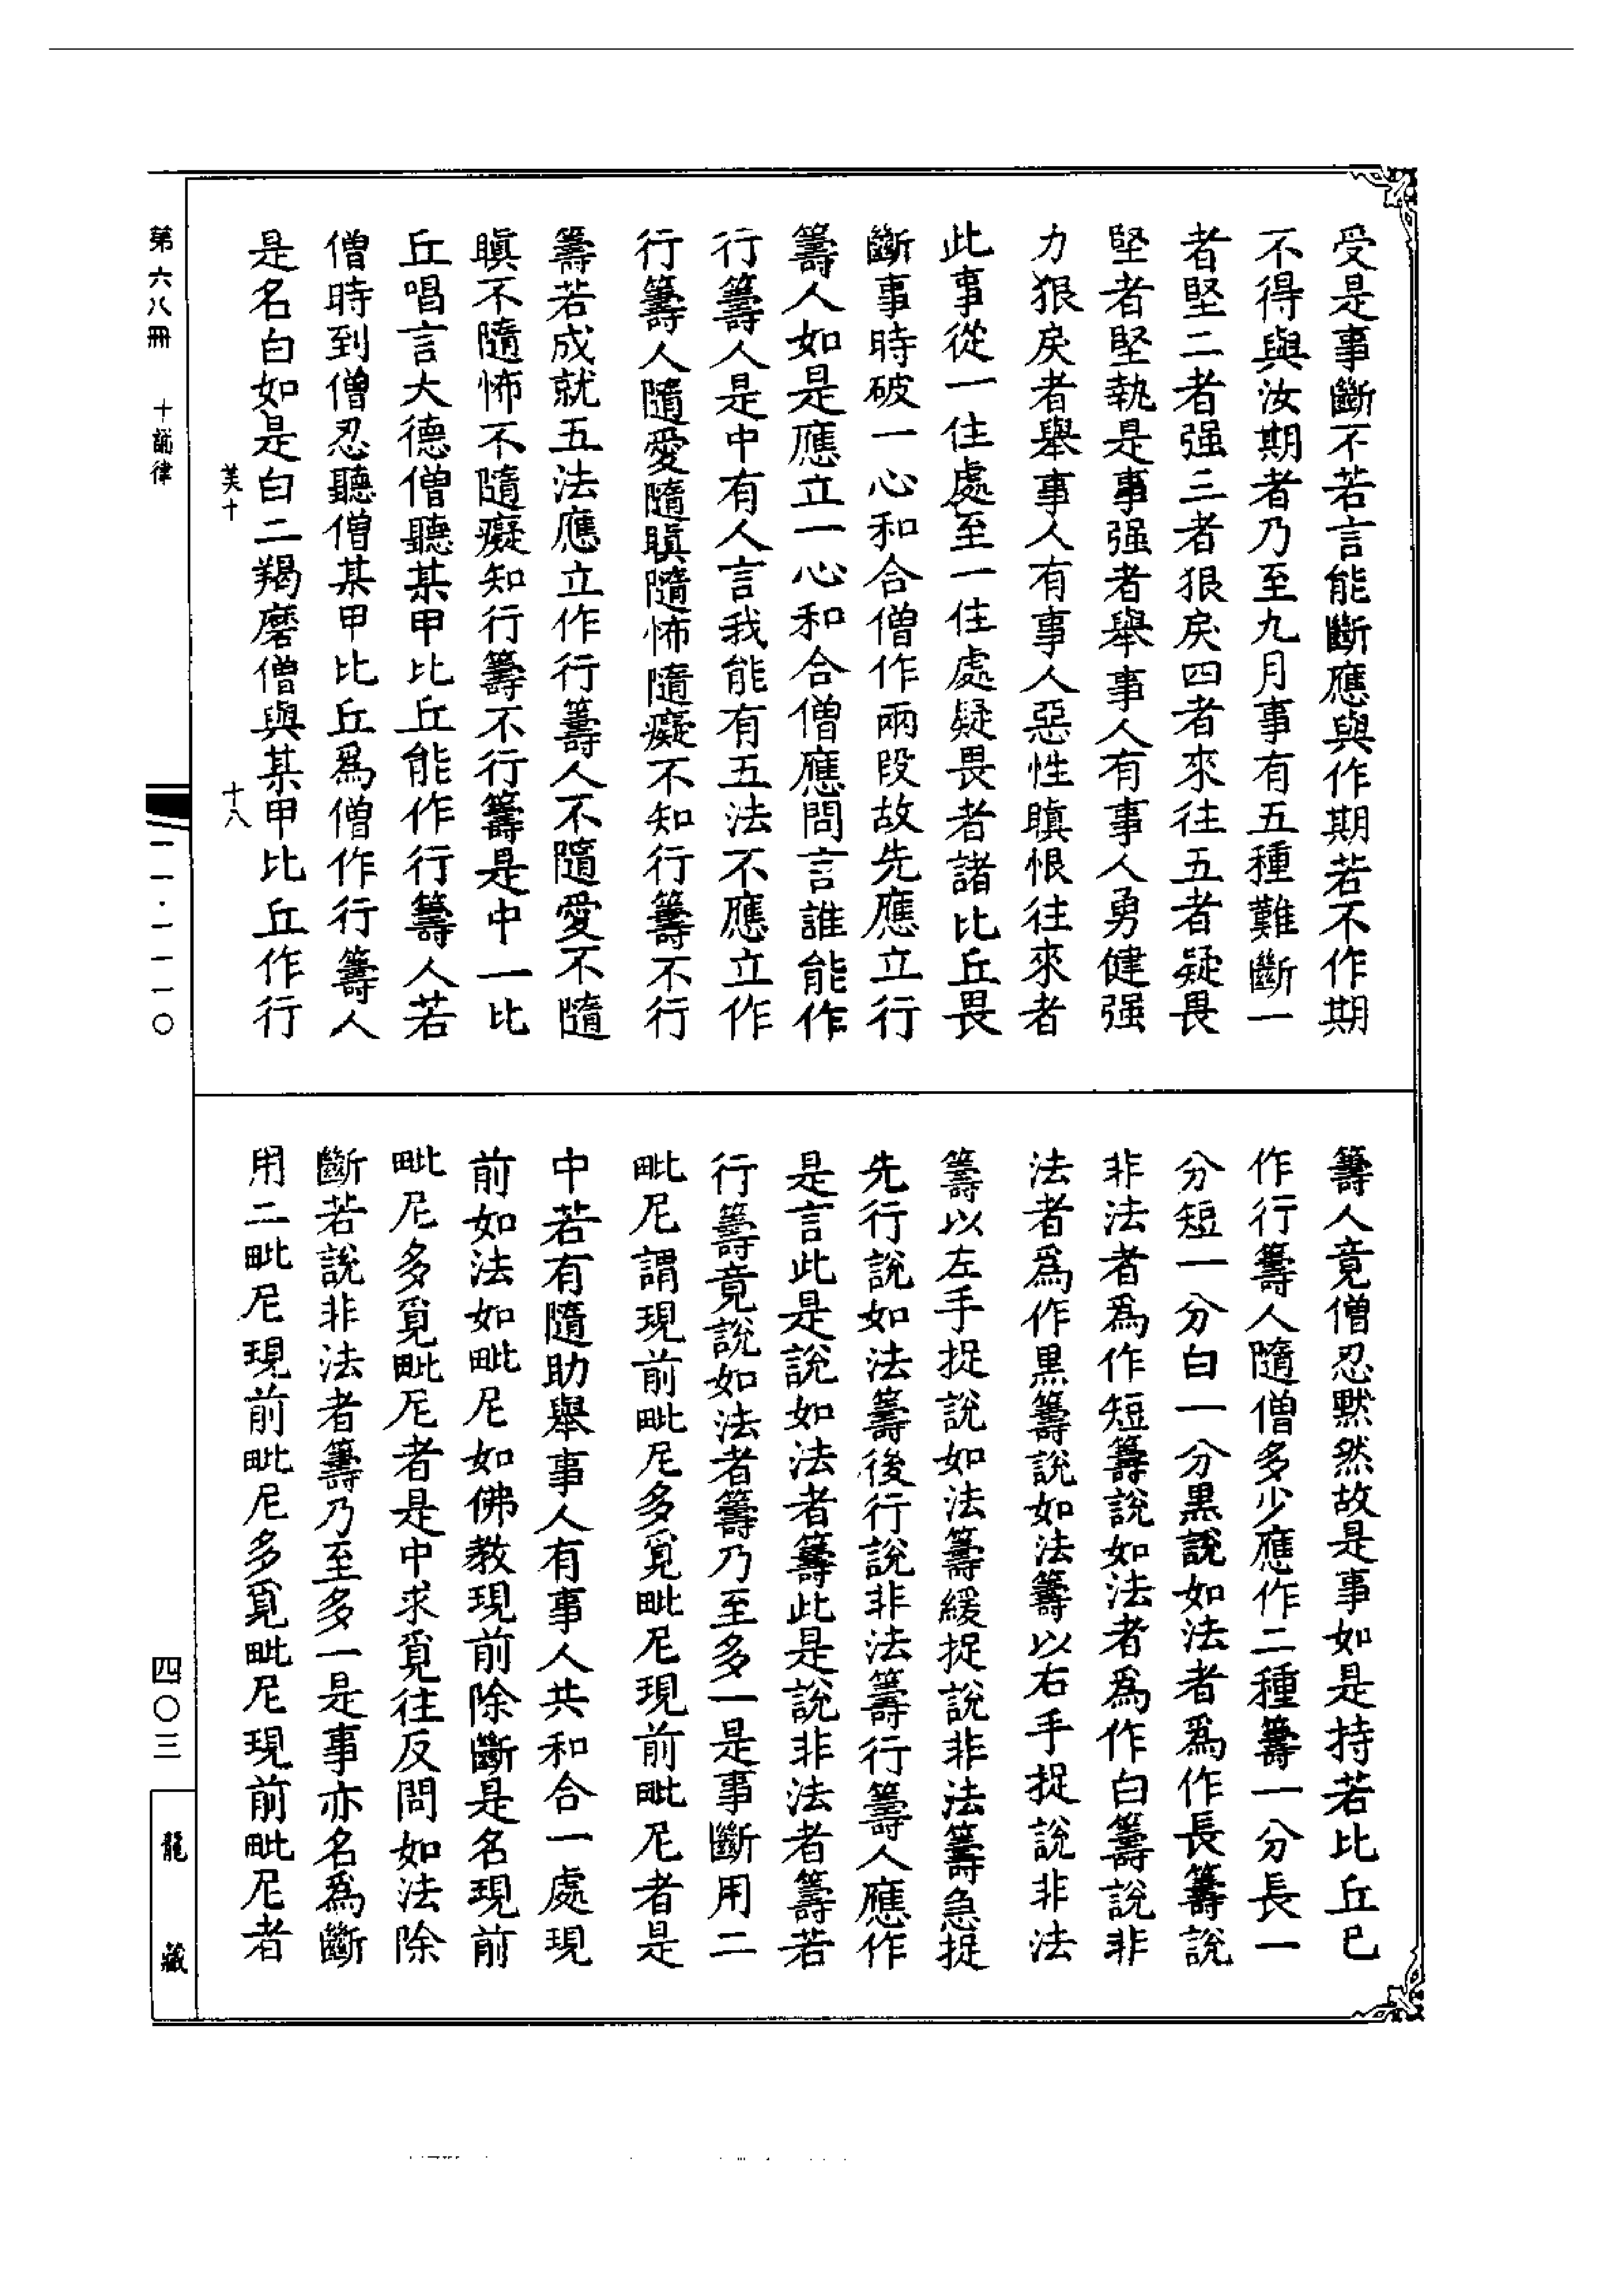 受是事斷不若言能斷應與作期若不作期
不得與汝期者乃至九月事有五種難斷一
者堅二者强三者狠戾四者來往五者疑畏
堅者堅執是事强者舉事人有事人勇健强
力狠戾者舉事人有事人惡性瞋恨往來者
此事從一住處至一住處疑畏者諸比丘畏
斷事時破一心和合僧作兩段故先應立行
籌人如是應立一心和合僧應問言誰能作
行籌人是中有人言我能有五法不應立作
行籌人隨愛隨瞋隨怖隨癡不知行籌不行
籌若成就五法應立作行籌人不隨愛不隨
瞋不隨怖不隨癡知行籌不行籌是中一比
丘唱言大德僧聽某甲比丘能作行籌人若
僧時到僧忍聽僧某甲比丘爲僧作行籌人
是名白如是白二羯磨僧與某甲比丘作行
籌人竟僧忍默然故是事如是持若比丘已
作行籌人隨僧多少應作二種籌一分長一
分短一分白一分黑說如法者爲作長籌說
非法者爲作短籌說如法者爲作白籌說非
法者爲作黑籌說如法籌以右手捉說非法
籌以左手捉說如法籌緩捉說非法籌急捉
先行說如法籌後行說非法籌行籌人應作
是言此是說如法者籌此是說非法者籌若
行籌竟說如法者籌乃至多一是事斷用二
毗尼謂現前毗尼多覓毗尼現前毗尼者是
中若有隨助舉事人有事人共和合一處現
前如法如毗尼如佛教現前除斷是名現前
毗尼多覓毗尼者是中求覓往反問如法除
斷若說非法者籌乃至多一是事亦名爲斷
用二毗尼現前毗尼多覓毗尼現前毗尼者
芙十 十八
第六八冊 十誦律
一一·一一一〇
四〇三
龍藏